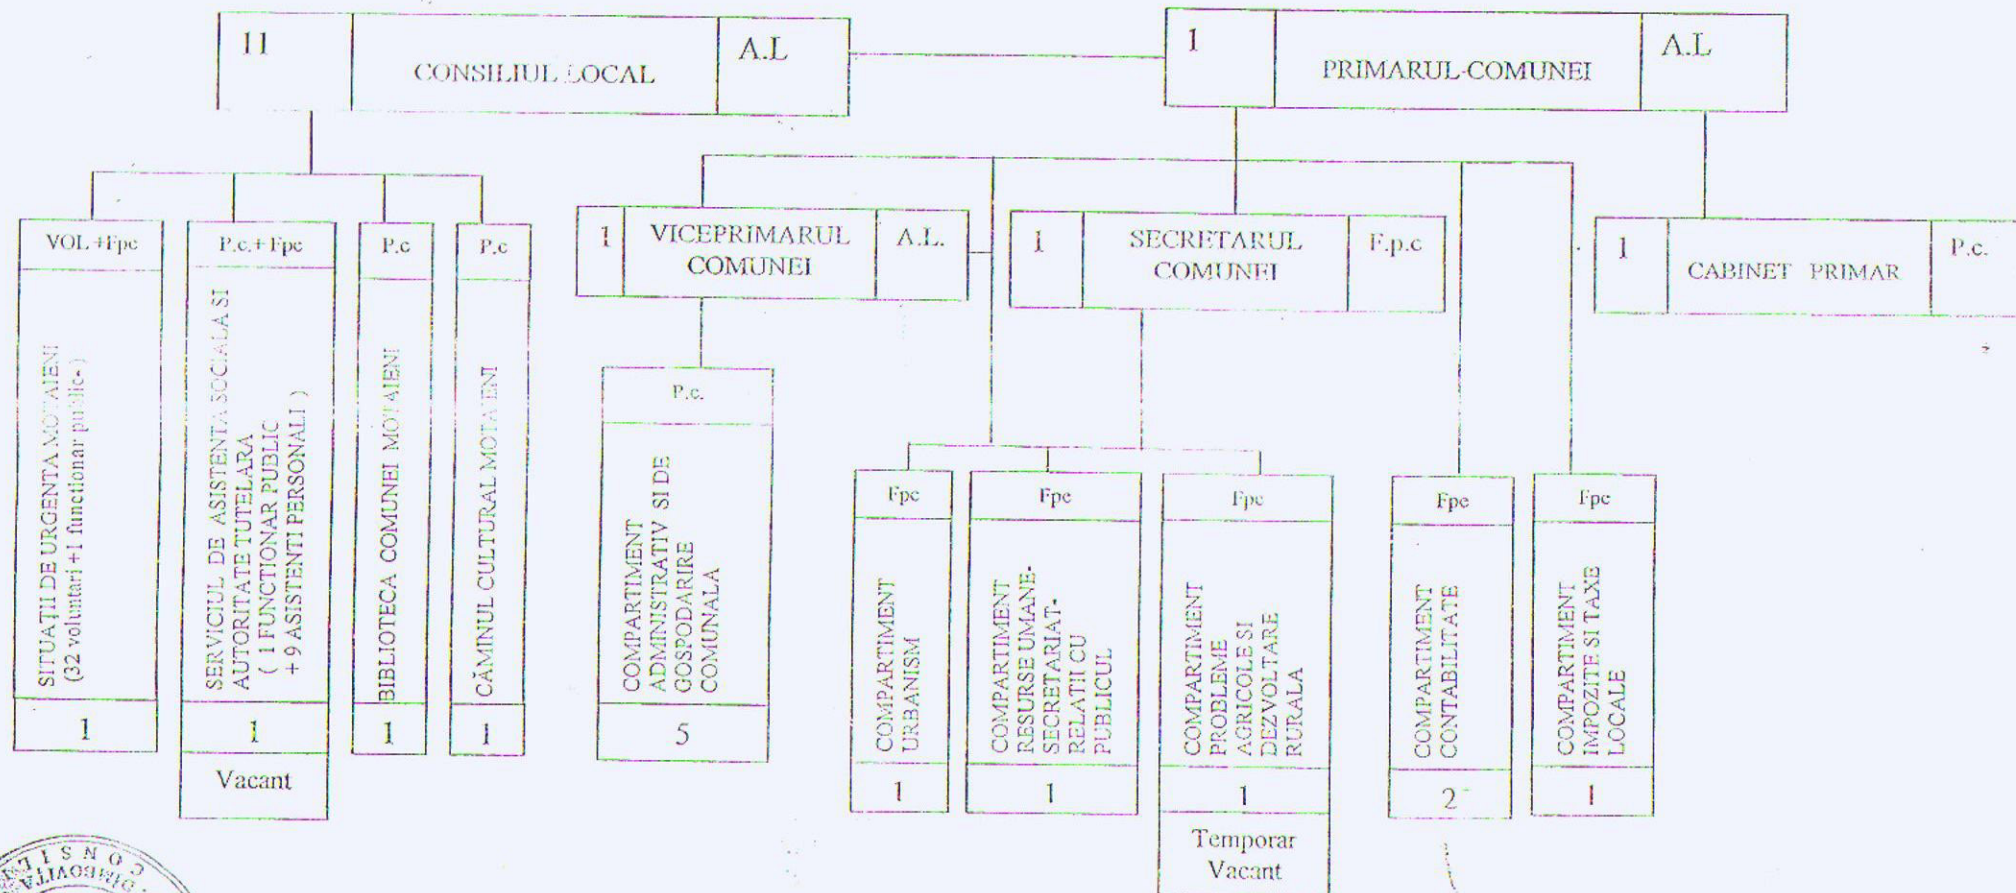 11
CONSILIUL LOCAL
A.L
1
PRIMARUL-COMUNEI
A.L
VOL+Fpc
SITUAȚII DE URGENTA MOTAIENI
(32 voluntari +1 functionar public-)
1
P.c.+Fpc
SERVICIUL DE ASISTENTA SOCIALA SI
AUTORITATE TUTELARA
( 1 FUNCTIONAR PUBLIC
+ 9 ASISTENTI PERSONALI )
1
Vacant
P.c
BIBLIOTECA COMUNEI MOTAIENI
1
P.c
CĂMINUL CULTURAL MOTAIENI
1
1
VICEPRIMARUL
COMUNEI
A.L.
1
SECRETARUL
COMUNEI
F.p.c
1
CABINET PRIMAR
P.c.
P.c.
COMPARTIMENT
ADMINISTRATIV SI DE
GOSPODARIRE
COMUNALA
5
Fpc
COMPARTIMENT
URBANISM
1
Fpc
COMPARTIMENT
RESURSE UMANE-
SECRETARIAT-
RELATII CU
PUBLICUL
1
Fpc
COMPARTIMENT
PROBLEME
AGRICOLE SI
DEZVOLTARE
RURALA
1
Temporar
Vacant
Fpc
COMPARTIMENT
CONTABILITATE
2
Fpc
COMPARTIMENT
IMPOZITE SI TAXE
LOCALE
1
DIMBOVITA